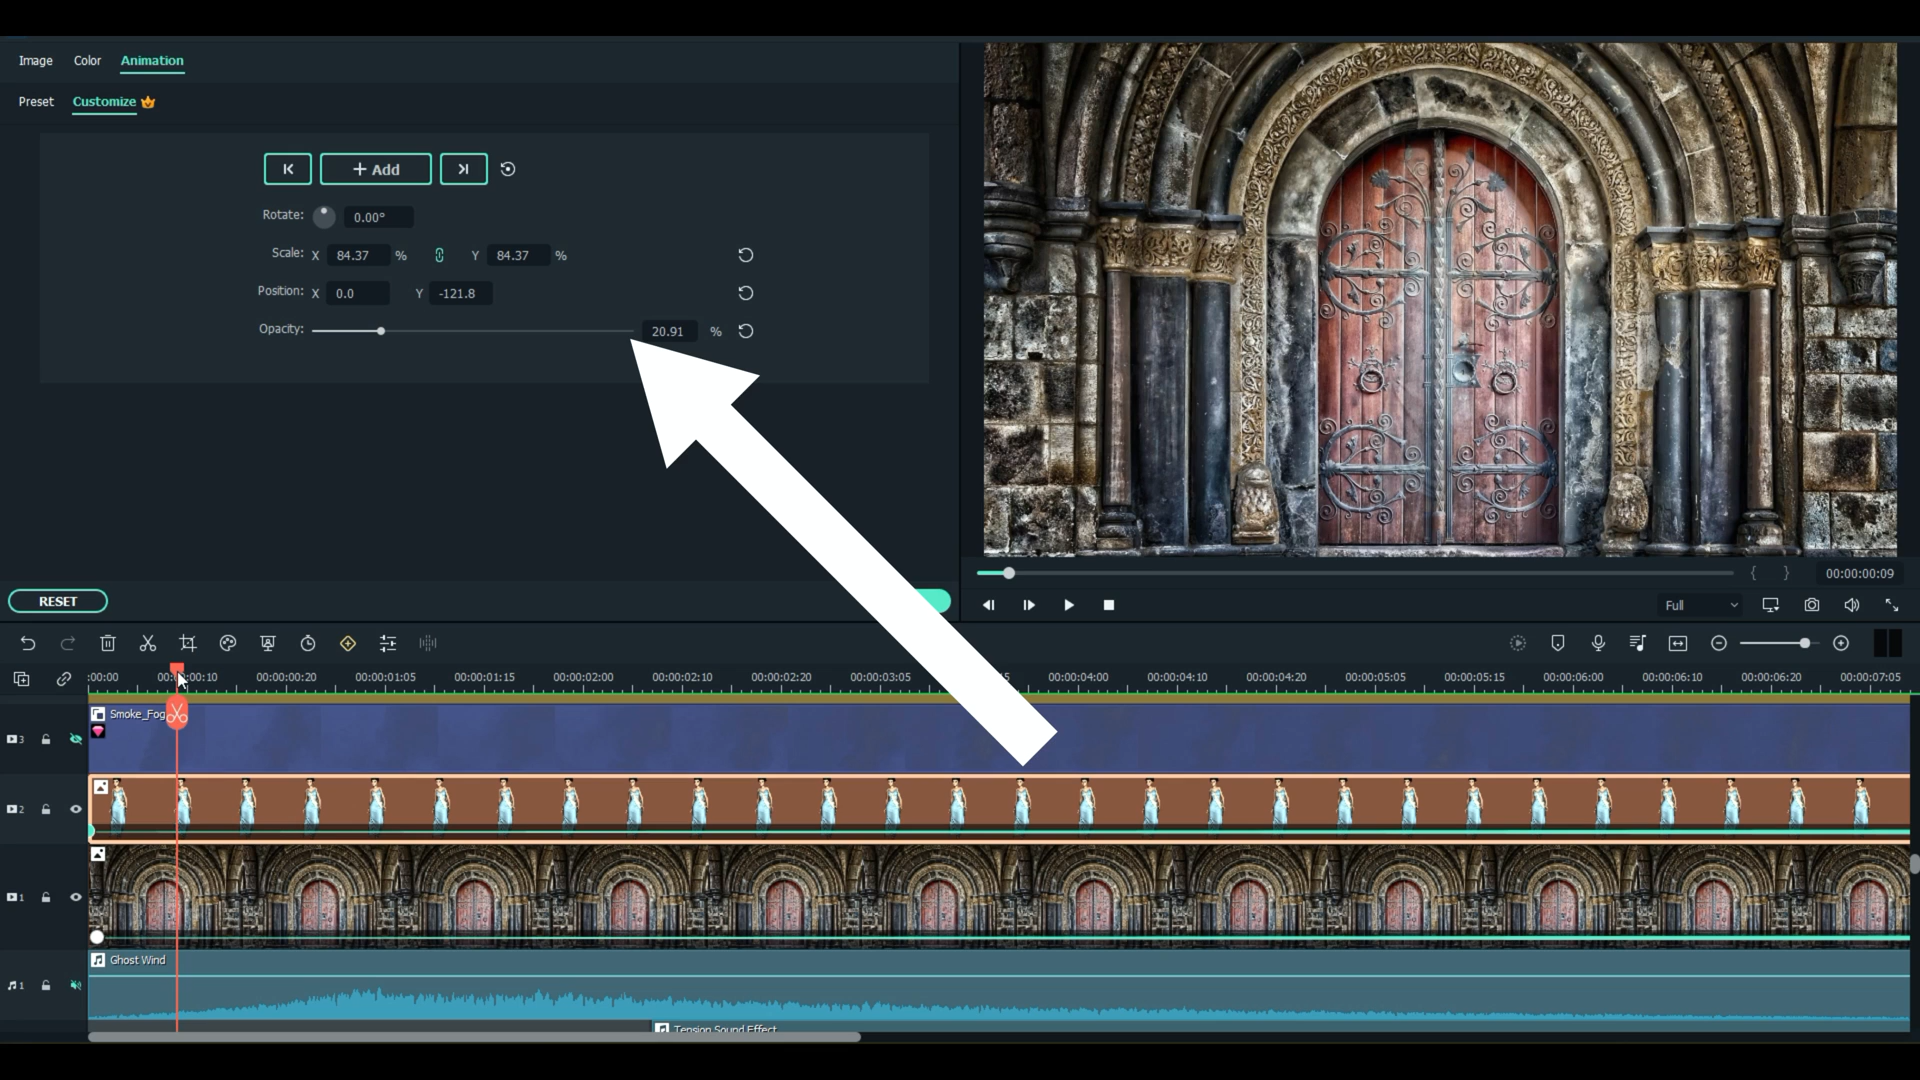 Image Color Animation
Preset Customize
Add
Rotate: 0.00°
Scale: X 84.37 % Y 84.37 %
Position: X 0.0 Y -121.8
Opacity: 20.91 %
RESET
{ } 00:00:00:09
Full
:00:00 00:00:00:20 00:00:01:05 00:00:01:15 00:00:02:00 00:00:02:10 00:00:02:20 00:00:03:05 00:00:04:00 00:00:04:10 00:00:04:20 00:00:05:05 00:00:05:15 00:00:06:00 00:00:06:10 00:00:06:20 00:00:07:05
Smoke_Fog
3
2
1
Ghost Wind
1
Tension Sound Effect